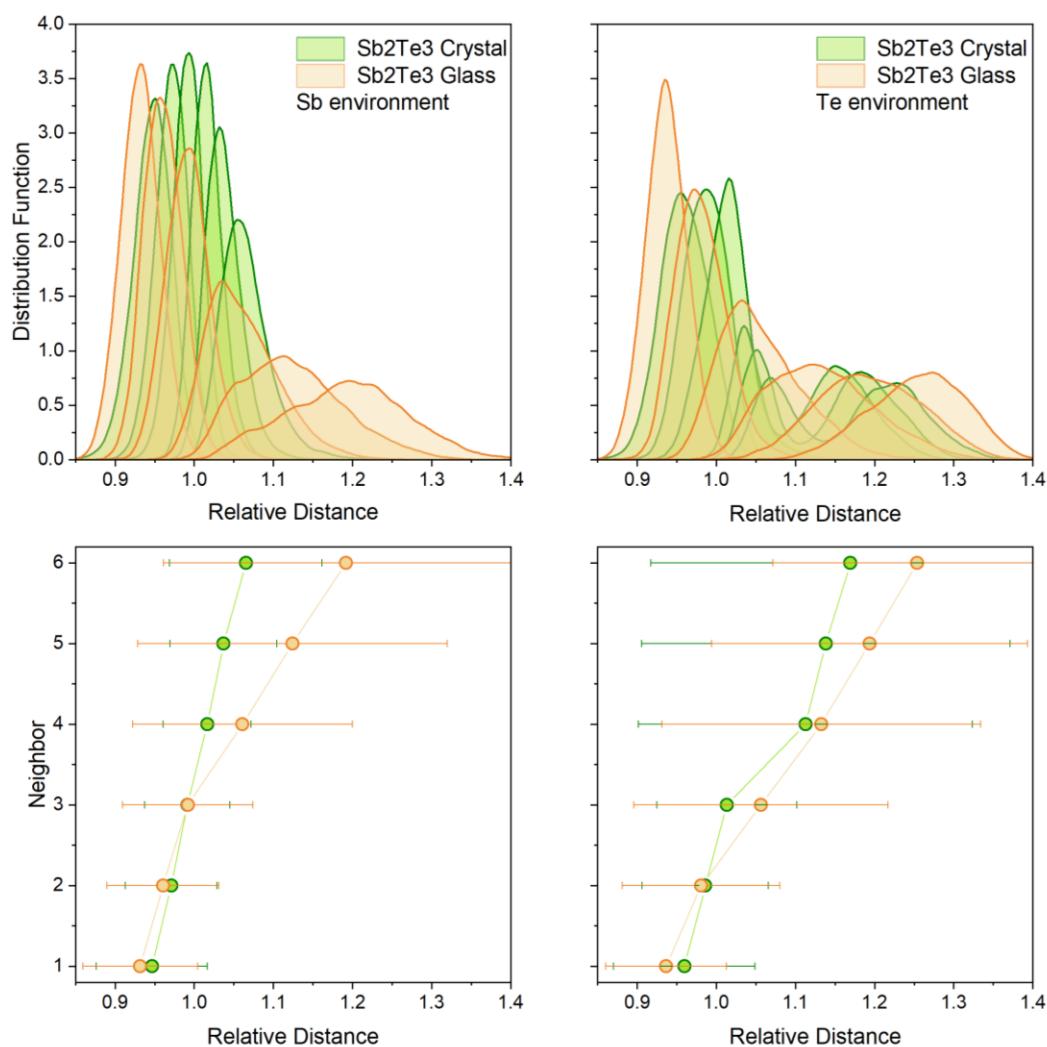 4.0
3.5
3.0
2.5
2.0
1.5
1.0
0.5
0.0
Distribution Function
Sb2Te3 Crystal
Sb2Te3 Glass
Sb environment
0.9 1.0 1.1 1.2 1.3 1.4
Relative Distance
Sb2Te3 Crystal
Sb2Te3 Glass
Te environment
0.9 1.0 1.1 1.2 1.3 1.4
Relative Distance
6
5
4
3
2
1
Neighbor
0.9 1.0 1.1 1.2 1.3 1.4
Relative Distance
0.9 1.0 1.1 1.2 1.3 1.4
Relative Distance